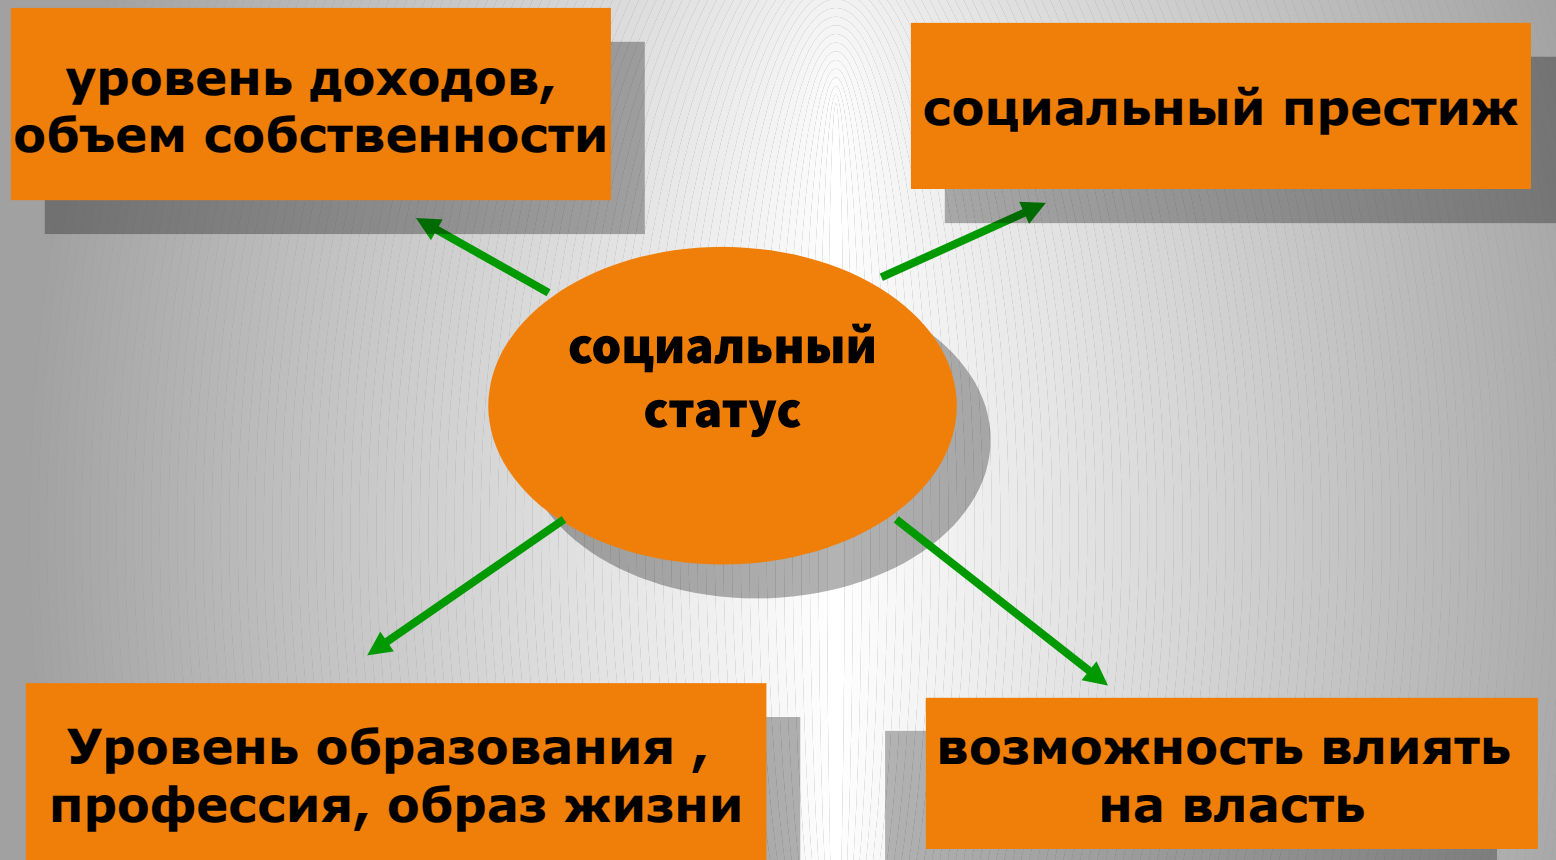 уровень доходов,
объем собственности
социальный престиж
социальный
статус
Уровень образования ,
профессия, образ жизни
возможность влиять
на власть